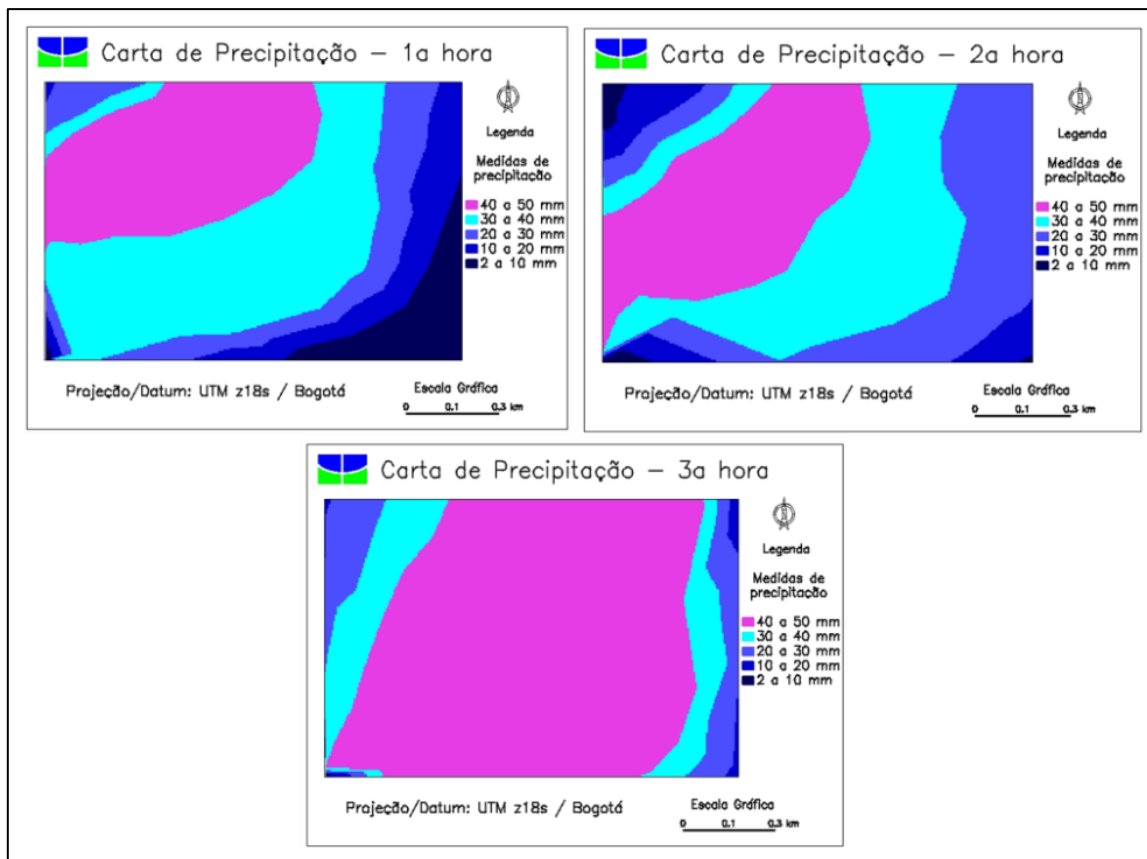 Carta de Precipitação – 1a hora
Legenda
Medidas de
precipitação
40 a 50 mm
30 a 40 mm
20 a 30 mm
10 a 20 mm
2 a 10 mm
Projeção/Datum: UTM z18s / Bogotá
Escala Gráfica
0 0.1 0.3 km
Carta de Precipitação – 2a hora
Legenda
Medidas de
precipitação
40 a 50 mm
30 a 40 mm
20 a 30 mm
10 a 20 mm
2 a 10 mm
Projeção/Datum: UTM z18s / Bogotá
Escala Gráfica
0 0.1 0.3 km
Carta de Precipitação – 3a hora
Legenda
Medidas de
precipitação
40 a 50 mm
30 a 40 mm
20 a 30 mm
10 a 20 mm
2 a 10 mm
Projeção/Datum: UTM z18s / Bogotá
Escala Gráfica
0 0.1 0.3 km